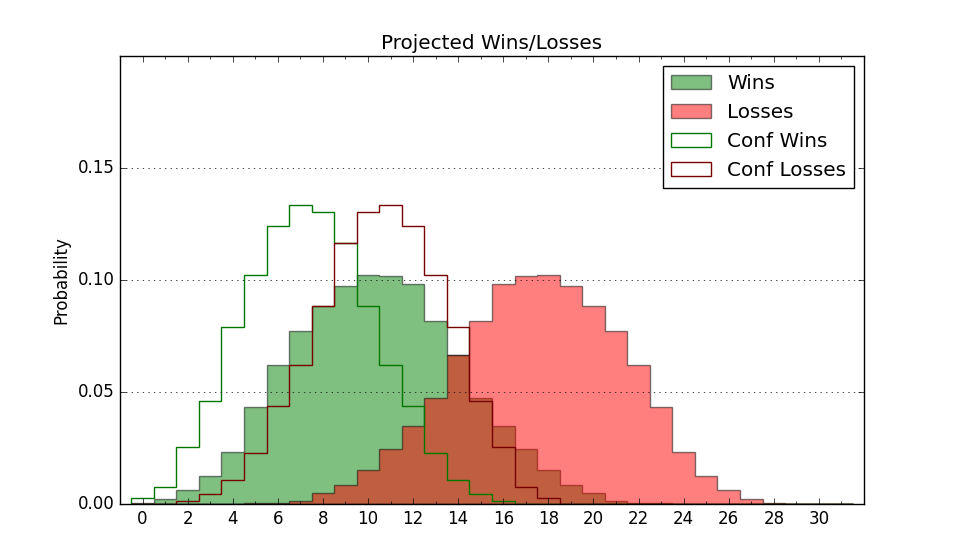 Projected Wins/Losses
Wins
Losses
Conf Wins
Conf Losses
Probability
0.15
0.10
0.05
0.00
0 2 4 6 8 10 12 14 16 18 20 22 24 26 28 30